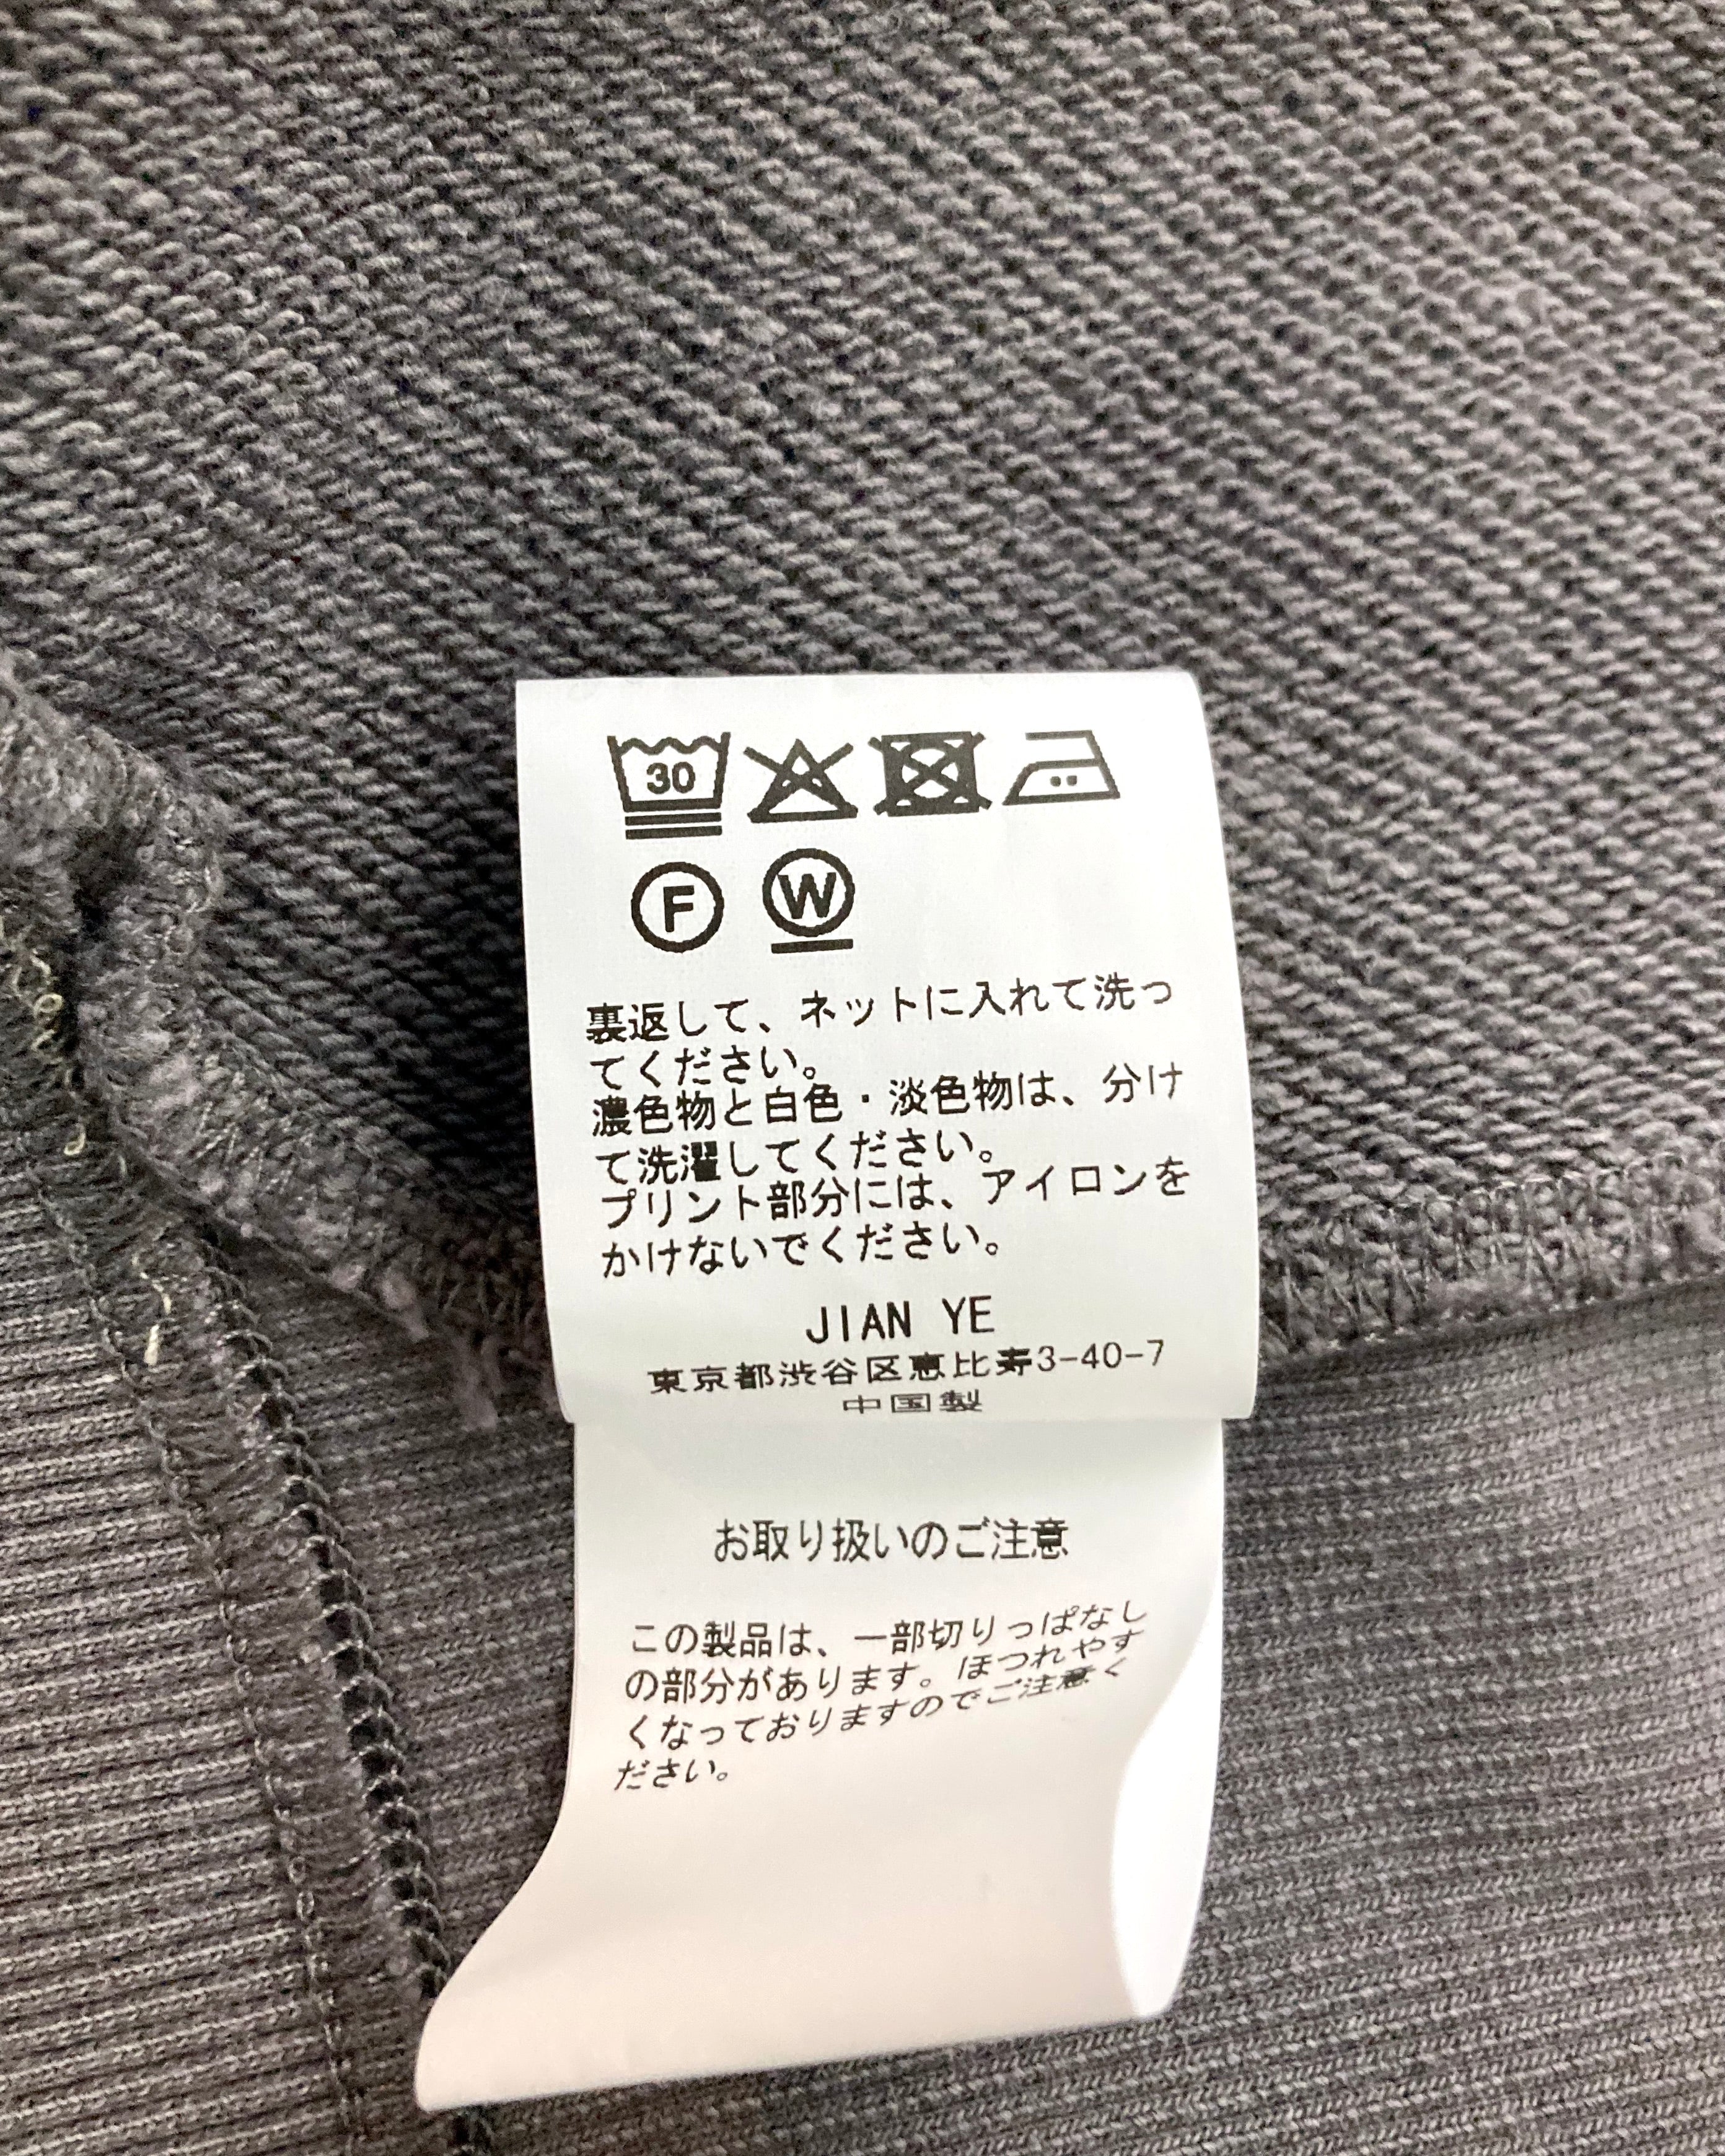 30
F W
裏返して、ネットに入れて洗っ
てください。
濃色物と白色・淡色物は、分け
て洗濯してください。
プリント部分には、アイロンを
かけないでください。
JIAN YE
東京都渋谷区恵比寿3-40-7
中国製
お取り扱いのご注意
この製品は、一部切りっぱなし
の部分があります。ほつれやす
くなっておりますのでご注意く
ださい。